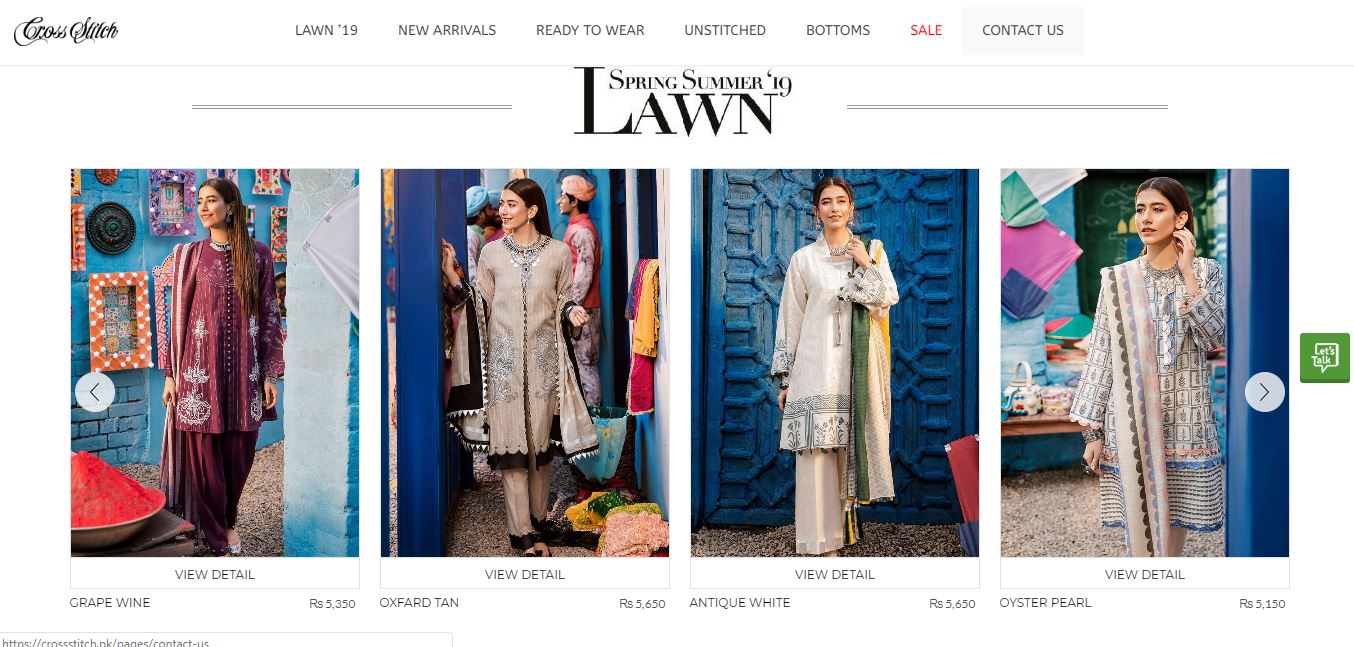 Cross Stitch
LAWN '19
NEW ARRIVALS
READY TO WEAR
UNSTITCHED
BOTTOMS
SALE
CONTACT US
SPRING SUMMER '19
LAWN
Let's
Talk
VIEW DETAIL
VIEW DETAIL
VIEW DETAIL
VIEW DETAIL
GRAPE WINE
Rs 5,350
OXFARD TAN
Rs 5,650
ANTIQUE WHITE
Rs 5,650
OYSTER PEARL
Rs 5,150
https://crossstitch.pk/pages/contact-us